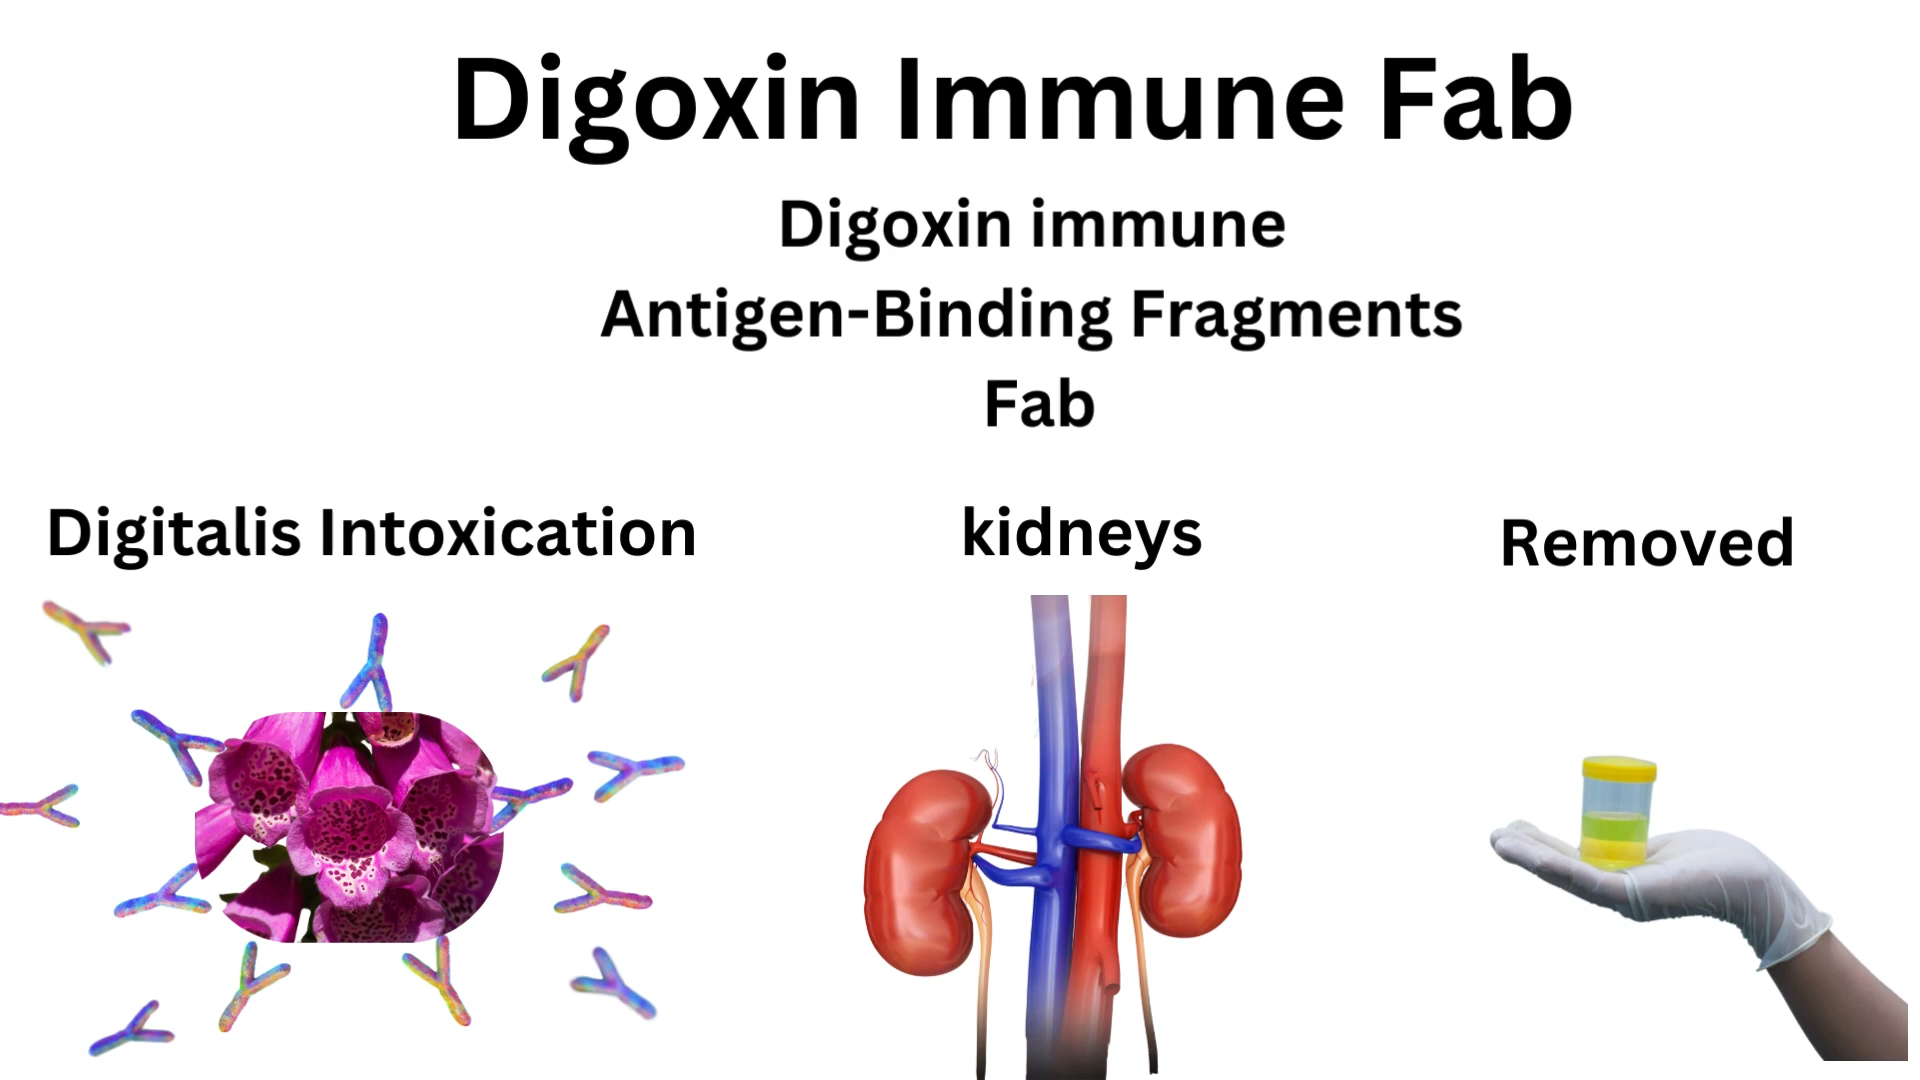 Digoxin Immune Fab
Digoxin immune
Antigen-Binding Fragments
Fab
Digitalis Intoxication
kidneys
Removed